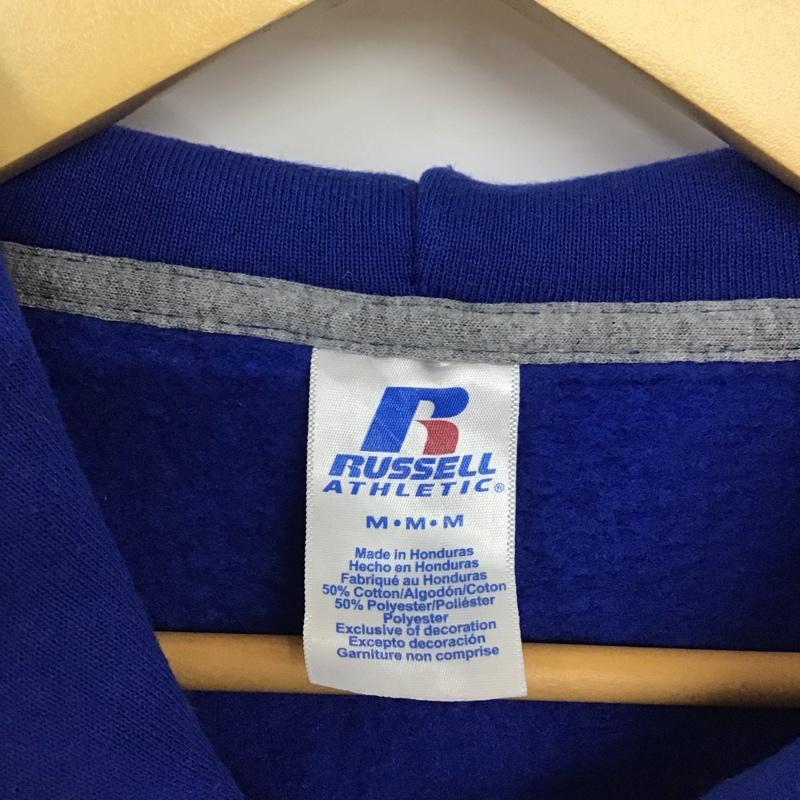 R
RUSSELL
ATHLETIC®
M•M•M
Made in Honduras
Hecho en Honduras
Fabriqué au Honduras
50% Cotton/Algodón/Coton
50% Polyester/Poliéster
Polyester
Exclusive of decoration
Excepto decoración
Garniture non comprise